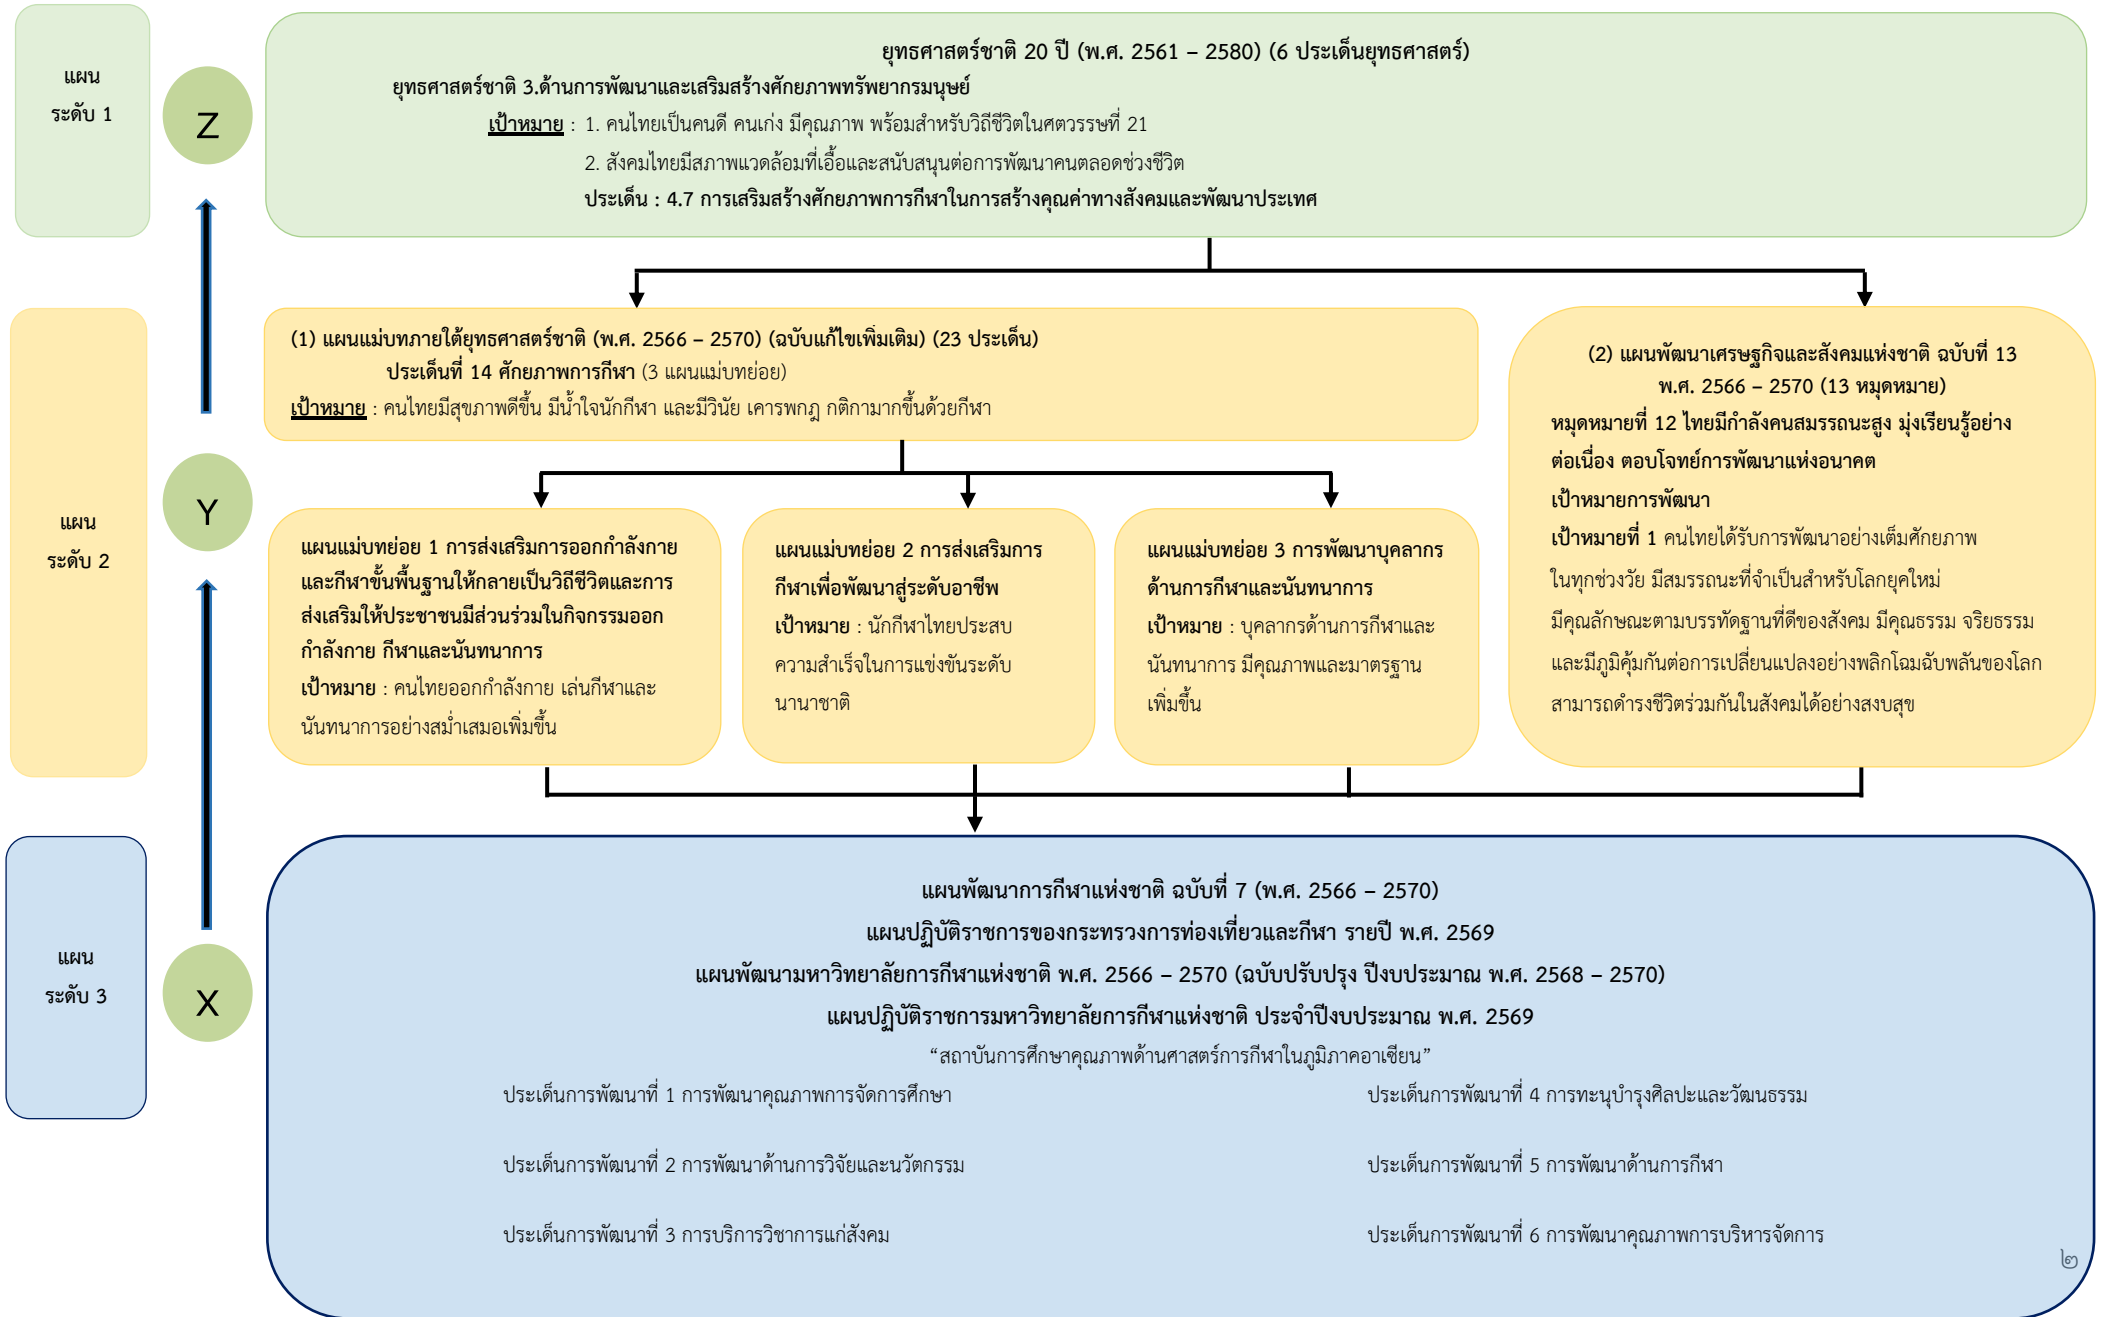 แผน
ระดับ 1
Z
ยุทธศาสตร์ชาติ 20 ปี (พ.ศ. 2561 – 2580) (6 ประเด็นยุทธศาสตร์)
ยุทธศาสตร์ชาติ 3.ด้านการพัฒนาและเสริมสร้างศักยภาพทรัพยากรมนุษย์
เป้าหมาย : 1. คนไทยเป็นคนดี คนเก่ง มีคุณภาพ พร้อมสำหรับวิถีชีวิตในศตวรรษที่ 21
2. สังคมไทยมีสภาพแวดล้อมที่เอื้อและสนับสนุนต่อการพัฒนาคนตลอดช่วงชีวิต
ประเด็น : 4.7 การเสริมสร้างศักยภาพการกีฬาในการสร้างคุณค่าทางสังคมและพัฒนาประเทศ
แผน
ระดับ 2
Y
(1) แผนแม่บทภายใต้ยุทธศาสตร์ชาติ (พ.ศ. 2566 – 2570) (ฉบับแก้ไขเพิ่มเติม) (23 ประเด็น)
ประเด็นที่ 14 ศักยภาพการกีฬา (3 แผนแม่บทย่อย)
เป้าหมาย : คนไทยมีสุขภาพดีขึ้น มีน้ำใจนักกีฬา และมีวินัย เคารพกฎ กติกามากขึ้นด้วยกีฬา
แผนแม่บทย่อย 1 การส่งเสริมการออกกำลังกาย
และกีฬาขั้นพื้นฐานให้กลายเป็นวิถีชีวิตและการ
ส่งเสริมให้ประชาชนมีส่วนร่วมในกิจกรรมออก
กำลังกาย กีฬาและนันทนาการ
เป้าหมาย : คนไทยออกกำลังกาย เล่นกีฬาและ
นันทนาการอย่างสม่ำเสมอเพิ่มขึ้น
แผนแม่บทย่อย 2 การส่งเสริมการ
กีฬาเพื่อพัฒนาสู่ระดับอาชีพ
เป้าหมาย : นักกีฬาไทยประสบ
ความสำเร็จในการแข่งขันระดับ
นานาชาติ
แผนแม่บทย่อย 3 การพัฒนาบุคลากร
ด้านการกีฬาและนันทนาการ
เป้าหมาย : บุคลากรด้านการกีฬาและ
นันทนาการ มีคุณภาพและมาตรฐาน
เพิ่มขึ้น
(2) แผนพัฒนาเศรษฐกิจและสังคมแห่งชาติ ฉบับที่ 13
พ.ศ. 2566 – 2570 (13 หมุดหมาย)
หมุดหมายที่ 12 ไทยมีกำลังคนสมรรถนะสูง มุ่งเรียนรู้อย่าง
ต่อเนื่อง ตอบโจทย์การพัฒนาแห่งอนาคต
เป้าหมายการพัฒนา
เป้าหมายที่ 1 คนไทยได้รับการพัฒนาอย่างเต็มศักยภาพ
ในทุกช่วงวัย มีสมรรถนะที่จำเป็นสำหรับโลกยุคใหม่
มีคุณลักษณะตามบรรทัดฐานที่ดีของสังคม มีคุณธรรม จริยธรรม
และมีภูมิคุ้มกันต่อการเปลี่ยนแปลงอย่างพลิกโฉมฉับพลันของโลก
สามารถดำรงชีวิตร่วมกันในสังคมได้อย่างสงบสุข
แผน
ระดับ 3
X
แผนพัฒนาการกีฬาแห่งชาติ ฉบับที่ 7 (พ.ศ. 2566 – 2570)
แผนปฏิบัติราชการของกระทรวงการท่องเที่ยวและกีฬา รายปี พ.ศ. 2569
แผนพัฒนามหาวิทยาลัยการกีฬาแห่งชาติ พ.ศ. 2566 – 2570 (ฉบับปรับปรุง ปีงบประมาณ พ.ศ. 2568 – 2570)
แผนปฏิบัติราชการมหาวิทยาลัยการกีฬาแห่งชาติ ประจำปีงบประมาณ พ.ศ. 2569
“สถาบันการศึกษาคุณภาพด้านศาสตร์การกีฬาในภูมิภาคอาเซียน”
ประเด็นการพัฒนาที่ 1 การพัฒนาคุณภาพการจัดการศึกษา
ประเด็นการพัฒนาที่ 4 การทะนุบำรุงศิลปะและวัฒนธรรม
ประเด็นการพัฒนาที่ 2 การพัฒนาด้านการวิจัยและนวัตกรรม
ประเด็นการพัฒนาที่ 5 การพัฒนาด้านการกีฬา
ประเด็นการพัฒนาที่ 3 การบริการวิชาการแก่สังคม
ประเด็นการพัฒนาที่ 6 การพัฒนาคุณภาพการบริหารจัดการ
๒